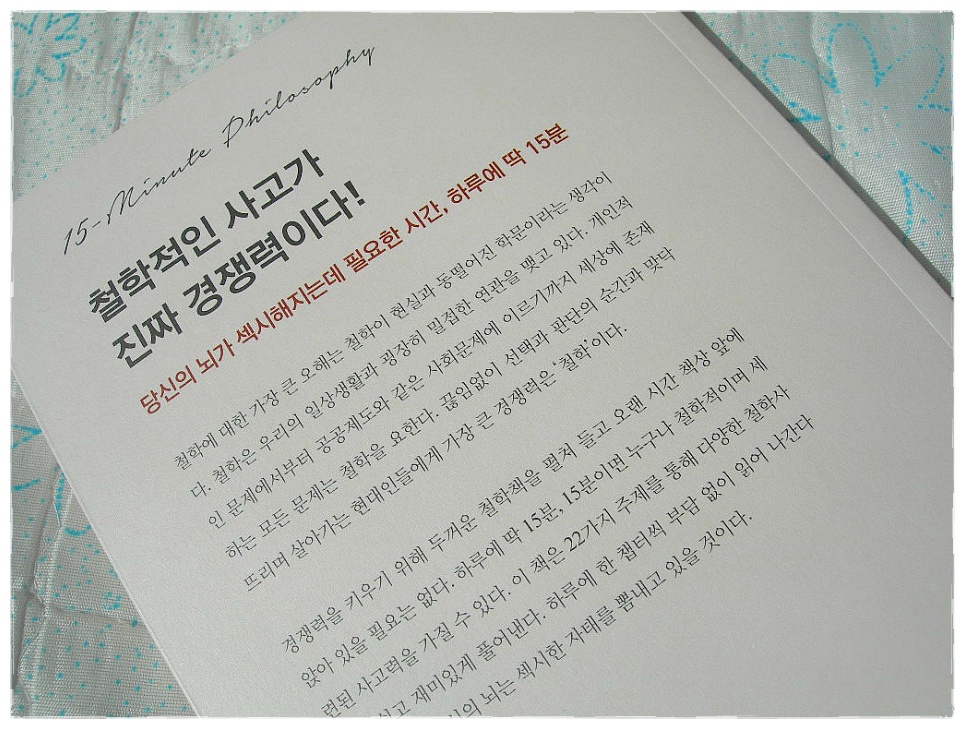 15-Minute Philosophy
철학적인 사고가
진짜 경쟁력이다!
당신의 뇌가 섹시해지는데 필요한 시간, 하루에 딱 15분
철학에 대한 가장 큰 오해는 철학이 현실과 동떨어진 학문이라는 생각이
다. 철학은 우리의 일상생활과 굉장히 밀접한 연관을 맺고 있다. 개인적
인 문제에서부터 공공제도와 같은 사회문제에 이르기까지 세상에 존재
하는 모든 문제는 철학을 요한다. 끊임없이 선택과 판단의 순간과 맞닥
뜨리며 살아가는 현대인들에게 가장 큰 경쟁력은 ‘철학’이다.
경쟁력을 키우기 위해 두꺼운 철학책을 펼쳐 들고 오랜 시간 책상 앞에
앉아 있을 필요는 없다. 하루에 딱 15분, 15분이면 누구나 철학적이며 세
련된 사고력을 가질 수 있다. 이 책은 22가지 주제를 통해 다양한 철학사
재미있게 풀어낸다. 하루에 한 챕터씩 부담 없이 읽어 나간다
뇌는 섹시한 자태를 뽐내고 있을 것이다.